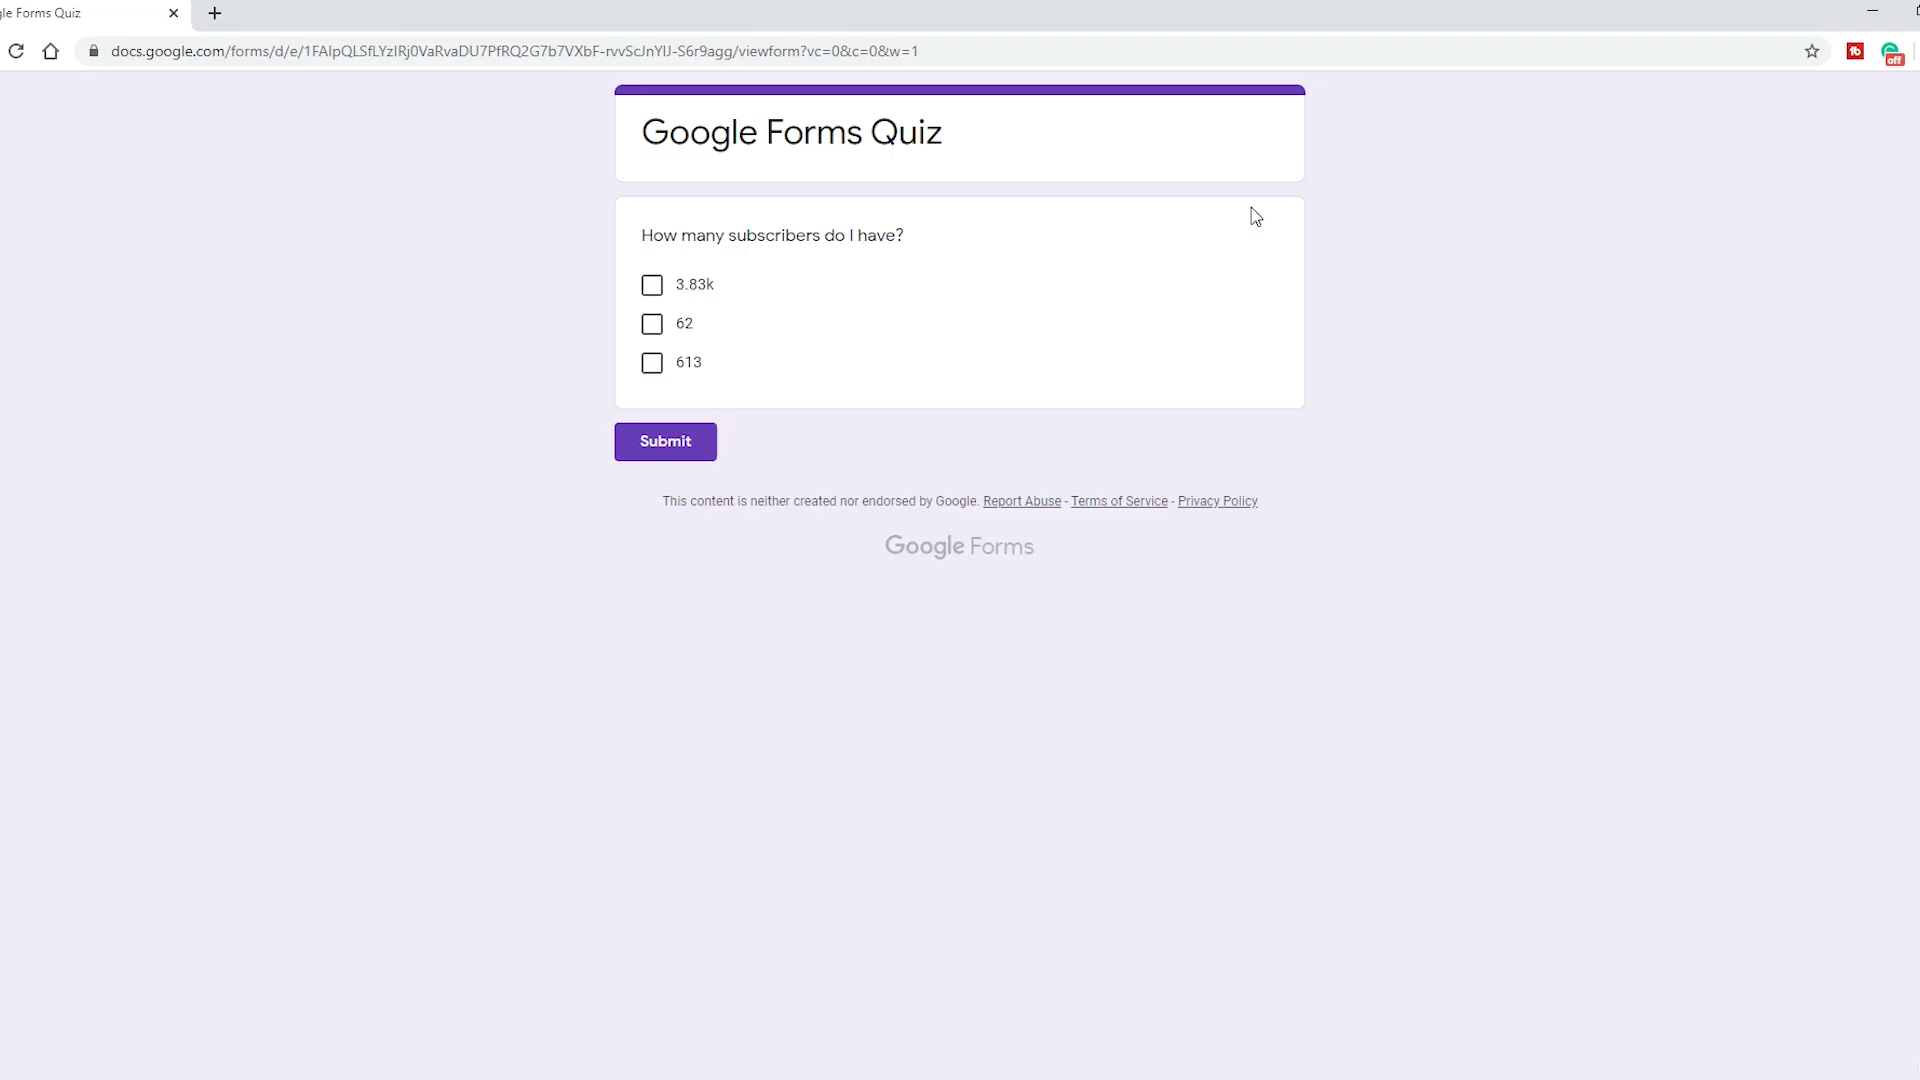 gle Forms Quiz
docs.google.com/forms/d/e/1FAIpQLSfLYzIRj0VaRvaDU7PfRQ2G7b7VXbF-rvvScJnYIJ-S6r9agg/viewform?vc=0&c=0&w=1
off
Google Forms Quiz
How many subscribers do I have?
3.83k
62
613
Submit
This content is neither created nor endorsed by Google. Report Abuse - Terms of Service - Privacy Policy
Google Forms